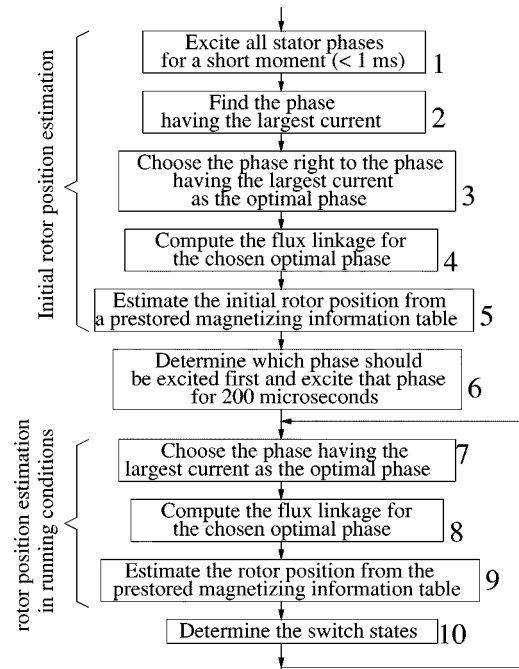 Initial rotor position estimation
Excite all stator phases
for a short moment (< 1 ms)
1
Find the phase
having the largest current
2
Choose the phase right to the phase
having the largest current
as the optimal phase
3
Compute the flux linkage for
the chosen optimal phase
4
Estimate the initial rotor position from
a prestored magnetizing information table
5
Determine which phase should
be excited first and excite that phase
for 200 microseconds
6
rotor position estimation
in running conditions
Choose the phase having the
largest current as the optimal phase
7
Compute the flux linkage for
the chosen optimal phase
8
Estimate the rotor position from the
prestored magnetizing information table
9
Determine the switch states
10